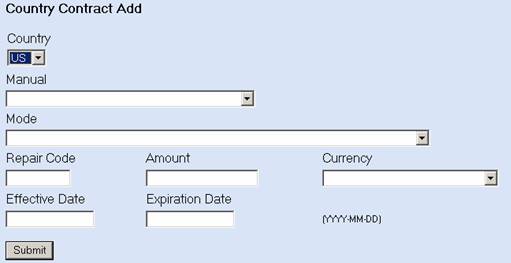 Country Contract Add
Country
US
Manual
Mode
Repair Code Amount Currency
Effective Date Expiration Date
(YYYY-MM-DD)
Submit